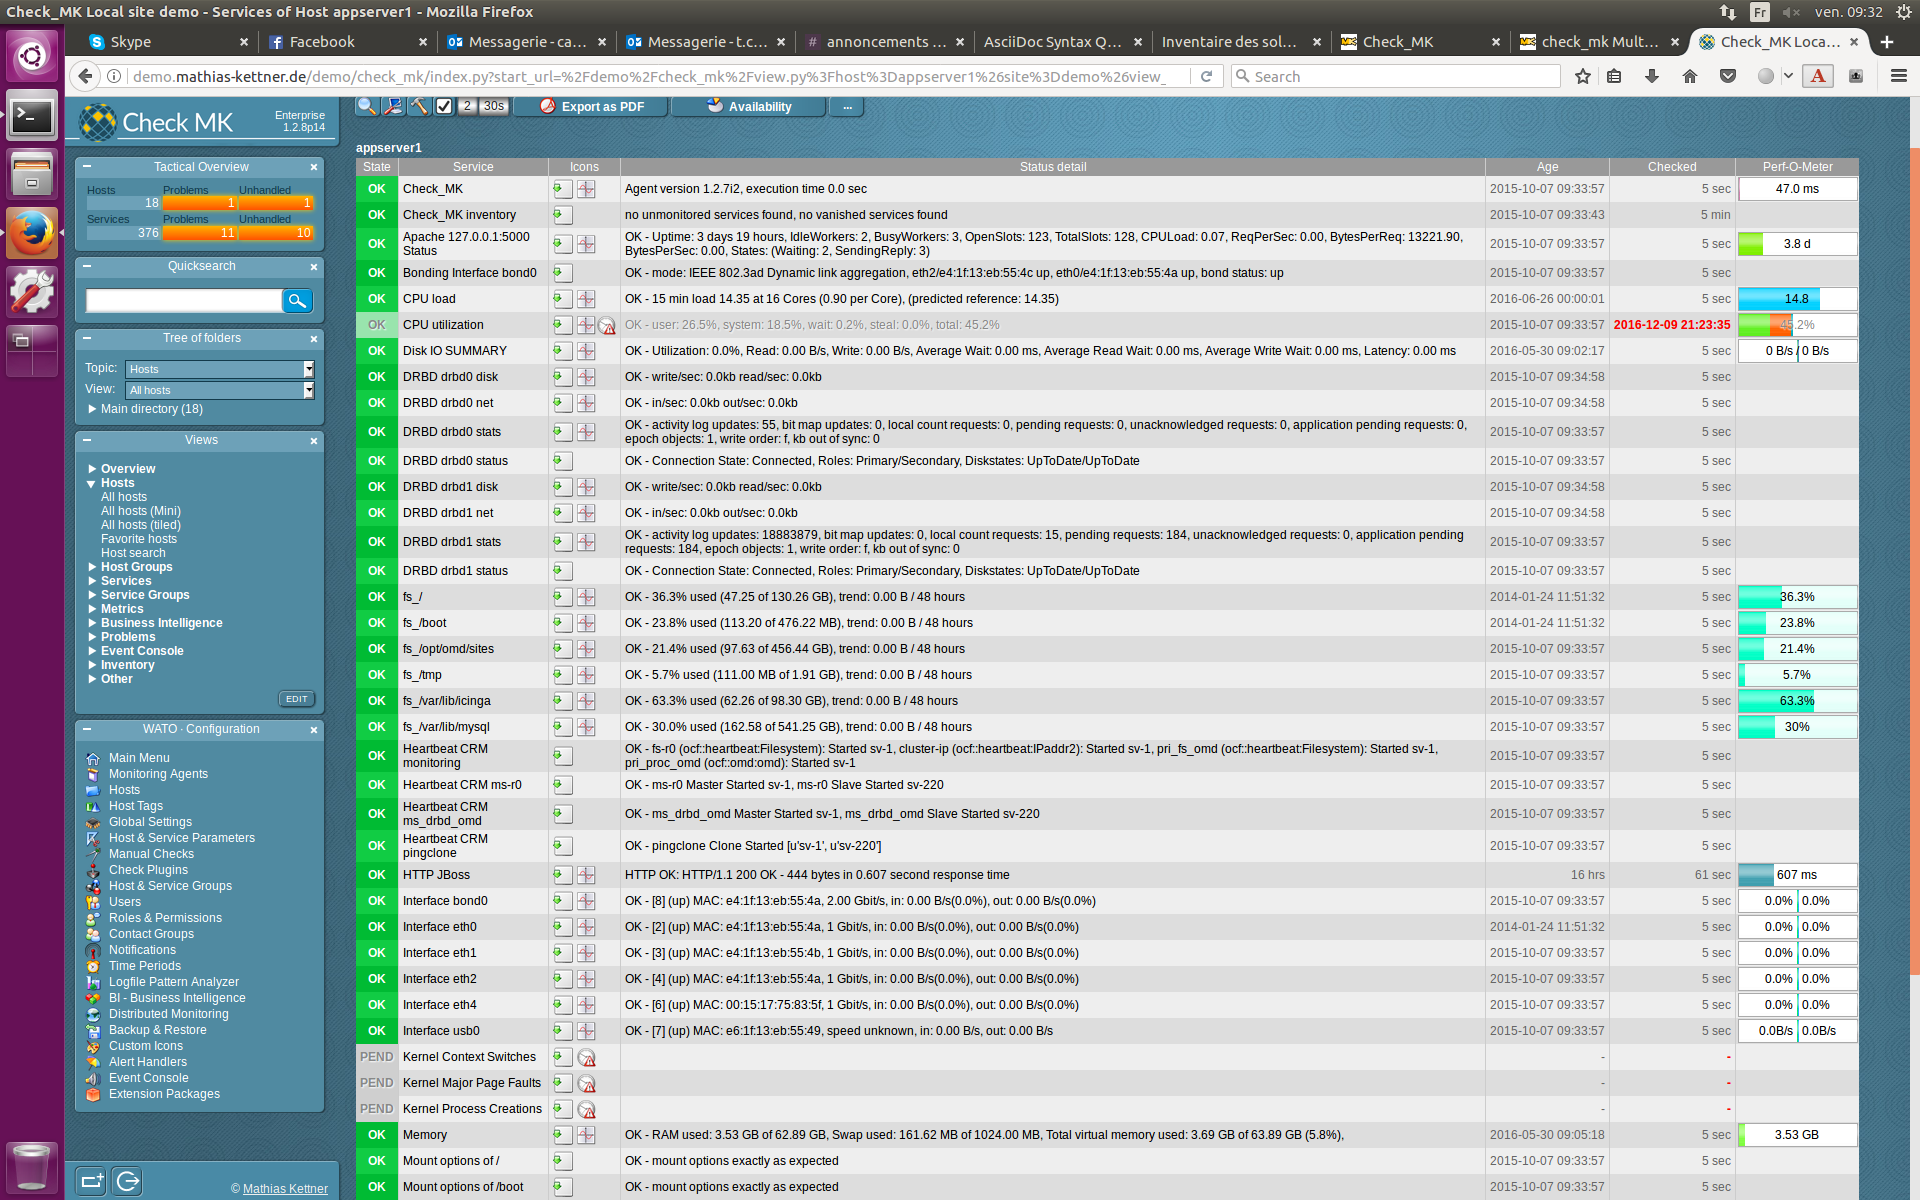 Check_MK Local site demo - Services of Host appserver1 - Mozilla Firefox
Fr
ven. 09:32
Skype
Facebook
Messagerie - ca...
Messagerie - t.c...
annoncements ...
AsciiDoc Syntax Q...
Inventaire des sol...
Check_MK
check_mk Mult...
Check_MK Loca...
demo.mathias-kettner.de/demo/check_mk/index.py?start_url=%2Fdemo%2Fcheck_mk%2Fview.py%3Fhost%3Dappserver1%26site%3Ddemo%26view_
Search
Check MK
Enterprise
1.2.8p14
2
30s
Export as PDF
Availability
...
Tactical Overview
Hosts Problems Unhandled
18 1 1
Services Problems Unhandled
376 11 10
Quicksearch
Tree of folders
Topic: Hosts
View: All hosts
Main directory (18)
Views
Overview
Hosts
All hosts
All hosts (Mini)
All hosts (tiled)
Favorite hosts
Host search
Host Groups
Services
Service Groups
Metrics
Business Intelligence
Problems
Event Console
Inventory
Other
EDIT
WATO · Configuration
Main Menu
Monitoring Agents
Hosts
Host Tags
Global Settings
Host & Service Parameters
Manual Checks
Check Plugins
Host & Service Groups
Users
Roles & Permissions
Contact Groups
Notifications
Time Periods
Logfile Pattern Analyzer
BI - Business Intelligence
Distributed Monitoring
Backup & Restore
Custom Icons
Alert Handlers
Event Console
Extension Packages
© Mathias Kettner
appserver1
State Service Icons Status detail Age Checked Perf-O-Meter
OK Check_MK Agent version 1.2.7i2, execution time 0.0 sec 2015-10-07 09:33:57 5 sec 47.0 ms
OK Check_MK inventory no unmonitored services found, no vanished services found 2015-10-07 09:33:43 5 min
OK Apache 127.0.0.1:5000 Status OK - Uptime: 3 days 19 hours, IdleWorkers: 2, BusyWorkers: 3, OpenSlots: 123, TotalSlots: 128, CPULoad: 0.07, ReqPerSec: 0.00, BytesPerReq: 13221.90,
BytesPerSec: 0.00, States: (Waiting: 2, SendingReply: 3) 2015-10-07 09:33:57 5 sec 3.8 d
OK Bonding Interface bond0 OK - mode: IEEE 802.3ad Dynamic link aggregation, eth2/e4:1f:13:eb:55:4c up, eth0/e4:1f:13:eb:55:4a up, bond status: up 2015-10-07 09:33:57 5 sec
OK CPU load OK - 15 min load 14.35 at 16 Cores (0.90 per Core), (predicted reference: 14.35) 2016-06-26 00:00:01 5 sec 14.8
OK CPU utilization OK - user: 26.5%, system: 18.5%, wait: 0.2%, steal: 0.0%, total: 45.2% 2015-10-07 09:33:57 2016-12-09 21:23:35 45.2%
OK Disk IO SUMMARY OK - Utilization: 0.0%, Read: 0.00 B/s, Write: 0.00 B/s, Average Wait: 0.00 ms, Average Read Wait: 0.00 ms, Average Write Wait: 0.00 ms, Latency: 0.00 ms 2016-05-30 09:02:17 5 sec 0 B/s / 0 B/s
OK DRBD drbd0 disk OK - write/sec: 0.0kb read/sec: 0.0kb 2015-10-07 09:34:58 5 sec
OK DRBD drbd0 net OK - in/sec: 0.0kb out/sec: 0.0kb 2015-10-07 09:34:58 5 sec
OK DRBD drbd0 stats OK - activity log updates: 55, bit map updates: 0, local count requests: 0, pending requests: 0, unacknowledged requests: 0, application pending requests: 0,
epoch objects: 1, write order: f, kb out of sync: 0 2015-10-07 09:33:57 5 sec
OK DRBD drbd0 status OK - Connection State: Connected, Roles: Primary/Secondary, Diskstates: UpToDate/UpToDate 2015-10-07 09:33:57 5 sec
OK DRBD drbd1 disk OK - write/sec: 0.0kb read/sec: 0.0kb 2015-10-07 09:34:58 5 sec
OK DRBD drbd1 net OK - in/sec: 0.0kb out/sec: 0.0kb 2015-10-07 09:34:58 5 sec
OK DRBD drbd1 stats OK - activity log updates: 18883879, bit map updates: 0, local count requests: 15, pending requests: 184, unacknowledged requests: 0, application pending
requests: 184, epoch objects: 1, write order: f, kb out of sync: 0 2015-10-07 09:33:57 5 sec
OK DRBD drbd1 status OK - Connection State: Connected, Roles: Primary/Secondary, Diskstates: UpToDate/UpToDate 2015-10-07 09:33:57 5 sec
OK fs_/ OK - 36.3% used (47.25 of 130.26 GB), trend: 0.00 B / 48 hours 2014-01-24 11:51:32 5 sec 36.3%
OK fs_/boot OK - 23.8% used (113.20 of 476.22 MB), trend: 0.00 B / 48 hours 2014-01-24 11:51:32 5 sec 23.8%
OK fs_/opt/omd/sites OK - 21.4% used (97.63 of 456.44 GB), trend: 0.00 B / 48 hours 2015-10-07 09:33:57 5 sec 21.4%
OK fs_/tmp OK - 5.7% used (111.00 MB of 1.91 GB), trend: 0.00 B / 48 hours 2015-10-07 09:33:57 5 sec 5.7%
OK fs_/var/lib/icinga OK - 63.3% used (62.26 of 98.30 GB), trend: 0.00 B / 48 hours 2015-10-07 09:33:57 5 sec 63.3%
OK fs_/var/lib/mysql OK - 30.0% used (162.58 of 541.25 GB), trend: 0.00 B / 48 hours 2015-10-07 09:33:57 5 sec 30%
OK Heartbeat CRM monitoring OK - fs-r0 (ocf::heartbeat:Filesystem): Started sv-1, cluster-ip (ocf::heartbeat:IPaddr2): Started sv-1, pri_fs_omd (ocf::heartbeat:Filesystem): Started sv-1,
pri_proc_omd (ocf::omd:omd): Started sv-1 2015-10-07 09:33:57 5 sec
OK Heartbeat CRM ms-r0 OK - ms-r0 Master Started sv-1, ms-r0 Slave Started sv-220 2015-10-07 09:33:57 5 sec
OK Heartbeat CRM ms_drbd_omd OK - ms_drbd_omd Master Started sv-1, ms_drbd_omd Slave Started sv-220 2015-10-07 09:33:57 5 sec
OK Heartbeat CRM pingclone OK - pingclone Clone Started [u'sv-1', u'sv-220'] 2015-10-07 09:33:57 5 sec
OK HTTP JBoss HTTP OK: HTTP/1.1 200 OK - 444 bytes in 0.607 second response time 16 hrs 61 sec 607 ms
OK Interface bond0 OK - [8] (up) MAC: e4:1f:13:eb:55:4a, 2.00 Gbit/s, in: 0.00 B/s(0.0%), out: 0.00 B/s(0.0%) 2015-10-07 09:33:57 5 sec 0.0% 0.0%
OK Interface eth0 OK - [2] (up) MAC: e4:1f:13:eb:55:4a, 1 Gbit/s, in: 0.00 B/s(0.0%), out: 0.00 B/s(0.0%) 2014-01-24 11:51:32 5 sec 0.0% 0.0%
OK Interface eth1 OK - [3] (up) MAC: e4:1f:13:eb:55:4b, 1 Gbit/s, in: 0.00 B/s(0.0%), out: 0.00 B/s(0.0%) 2015-10-07 09:33:57 5 sec 0.0% 0.0%
OK Interface eth2 OK - [4] (up) MAC: e4:1f:13:eb:55:4a, 1 Gbit/s, in: 0.00 B/s(0.0%), out: 0.00 B/s(0.0%) 2015-10-07 09:33:57 5 sec 0.0% 0.0%
OK Interface eth4 OK - [6] (up) MAC: 00:15:17:75:83:5f, 1 Gbit/s, in: 0.00 B/s(0.0%), out: 0.00 B/s(0.0%) 2015-10-07 09:33:57 5 sec 0.0% 0.0%
OK Interface usb0 OK - [7] (up) MAC: e6:1f:13:eb:55:49, speed unknown, in: 0.00 B/s, out: 0.00 B/s 2015-10-07 09:33:57 5 sec 0.0B/s 0.0B/s
PEND Kernel Context Switches - -
PEND Kernel Major Page Faults - -
PEND Kernel Process Creations - -
OK Memory OK - RAM used: 3.53 GB of 62.89 GB, Swap used: 161.62 MB of 1024.00 MB, Total virtual memory used: 3.69 GB of 63.89 GB (5.8%), 2016-05-30 09:05:18 5 sec 3.53 GB
OK Mount options of / OK - mount options exactly as expected 2015-10-07 09:33:57 5 sec
OK Mount options of /boot OK - mount options exactly as expected 2015-10-07 09:33:57 5 sec